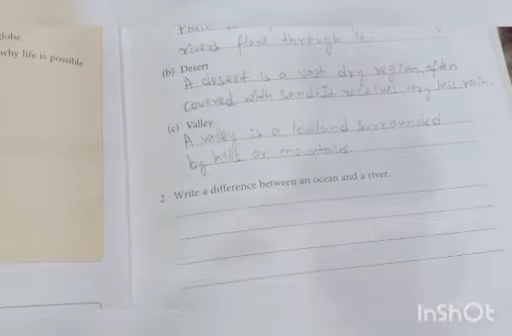 globe.
why life is possible
rivers flow through it.
(b) Desert
A desert is a vast dry region, often
covered with sand. It receives very less rain.
(c) Valley
A valley is a lowland surrounded
by hills or mountains.
2. Write a difference between an ocean and a river.
InShOt